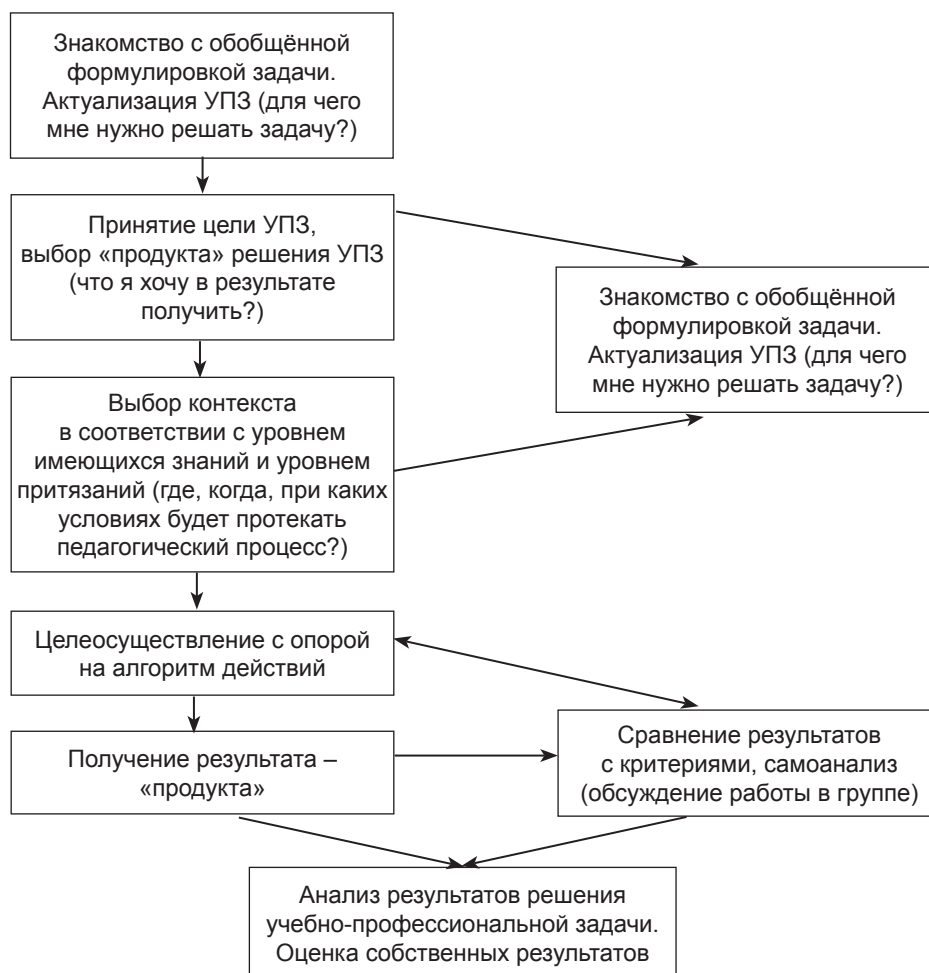 Знакомство с обобщённой
формулировкой задачи.
Актуализация УПЗ (для чего
мне нужно решать задачу?)
Принятие цели УПЗ,
выбор «продукта» решения УПЗ
(что я хочу в результате
получить?)
Знакомство с обобщённой
формулировкой задачи.
Актуализация УПЗ (для чего
мне нужно решать задачу?)
Выбор контекста
в соответствии с уровнем
имеющихся знаний и уровнем
притязаний (где, когда, при каких
условиях будет протекать
педагогический процесс?)
Целеосуществление с опорой
на алгоритм действий
Получение результата –
«продукта»
Сравнение результатов
с критериями, самоанализ
(обсуждение работы в группе)
Анализ результатов решения
учебно-профессиональной задачи.
Оценка собственных результатов